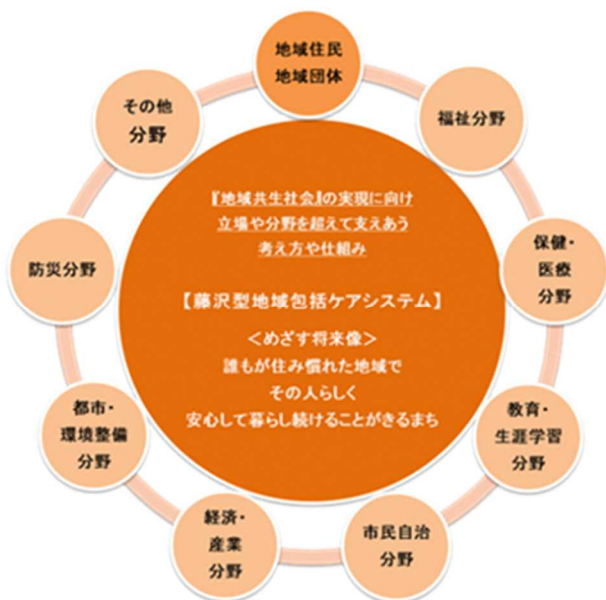 地域住民
地域団体
福祉分野
保健・
医療
分野
教育・
生涯学習
分野
市民自治
分野
経済・
産業
分野
都市・
環境整備
分野
防災分野
その他
分野
『地域共生社会』の実現に向け
立場や分野を超えて支えあう
考え方や仕組み
【藤沢型地域包括ケアシステム】
＜めざす将来像＞
誰もが住み慣れた地域で
その人らしく
安心して暮らし続けることがきるまち